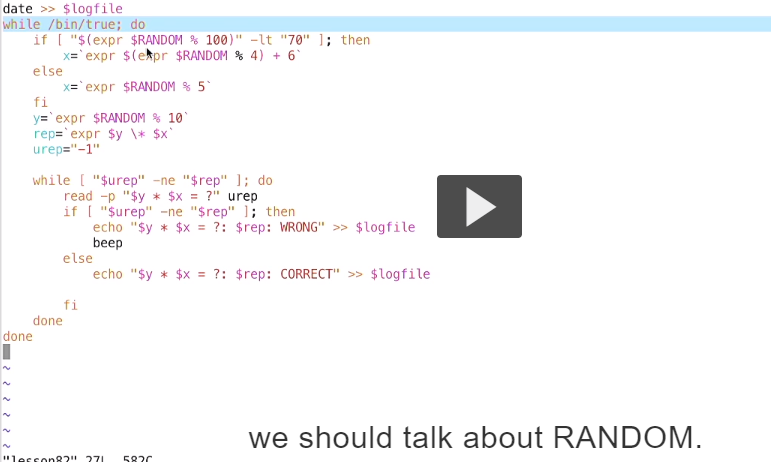 date >> $logfile
while /bin/true; do
    if [ "$(expr $RANDOM % 100)" -lt "70" ]; then
        x=`expr $(expr $RANDOM % 4) + 6`
    else
        x=`expr $RANDOM % 5`
    fi
    y=`expr $RANDOM % 10`
    rep=`expr $y \* $x`
    urep="-1"

    while [ "$urep" -ne "$rep" ]; do
        read -p "$y * $x = ?" urep
        if [ "$urep" -ne "$rep" ]; then
            echo "$y * $x = ?: $rep: WRONG" >> $logfile
            beep
        else
            echo "$y * $x = ?: $rep: CORRECT" >> $logfile

        fi
    done
done
~
~
~
~
~
~
we should talk about RANDOM.
"lesson82" 27L, 582C